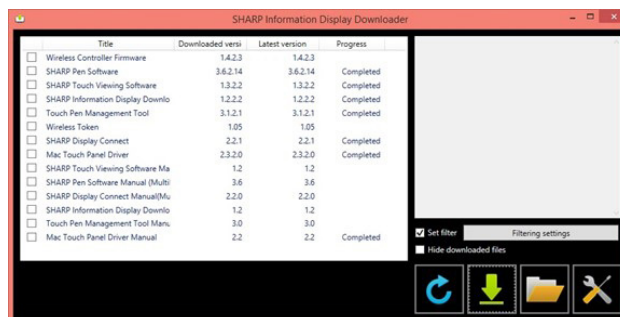 SHARP Information Display Downloader
Title Downloaded versi Latest version Progress
Wireless Controller Firmware 1.4.2.3 1.4.2.3
SHARP Pen Software 3.6.2.14 3.6.2.14 Completed
SHARP Touch Viewing Software 1.3.2.2 1.3.2.2 Completed
SHARP Information Display Downlo 1.2.2.2 1.2.2.2 Completed
Touch Pen Management Tool 3.1.2.1 3.1.2.1 Completed
Wireless Token 1.05 1.05
SHARP Display Connect 2.2.1 2.2.1 Completed
Mac Touch Panel Driver 2.3.2.0 2.3.2.0 Completed
SHARP Touch Viewing Software Ma 1.2 1.2
SHARP Pen Software Manual (Multi 3.6 3.6
SHARP Display Connect Manual(Mu 2.2.0 2.2.0
SHARP Information Display Downlo 1.2 1.2
Touch Pen Management Tool Manu 3.0 3.0
Mac Touch Panel Driver Manual 2.2 2.2 Completed
Set filter Filtering settings
Hide downloaded files